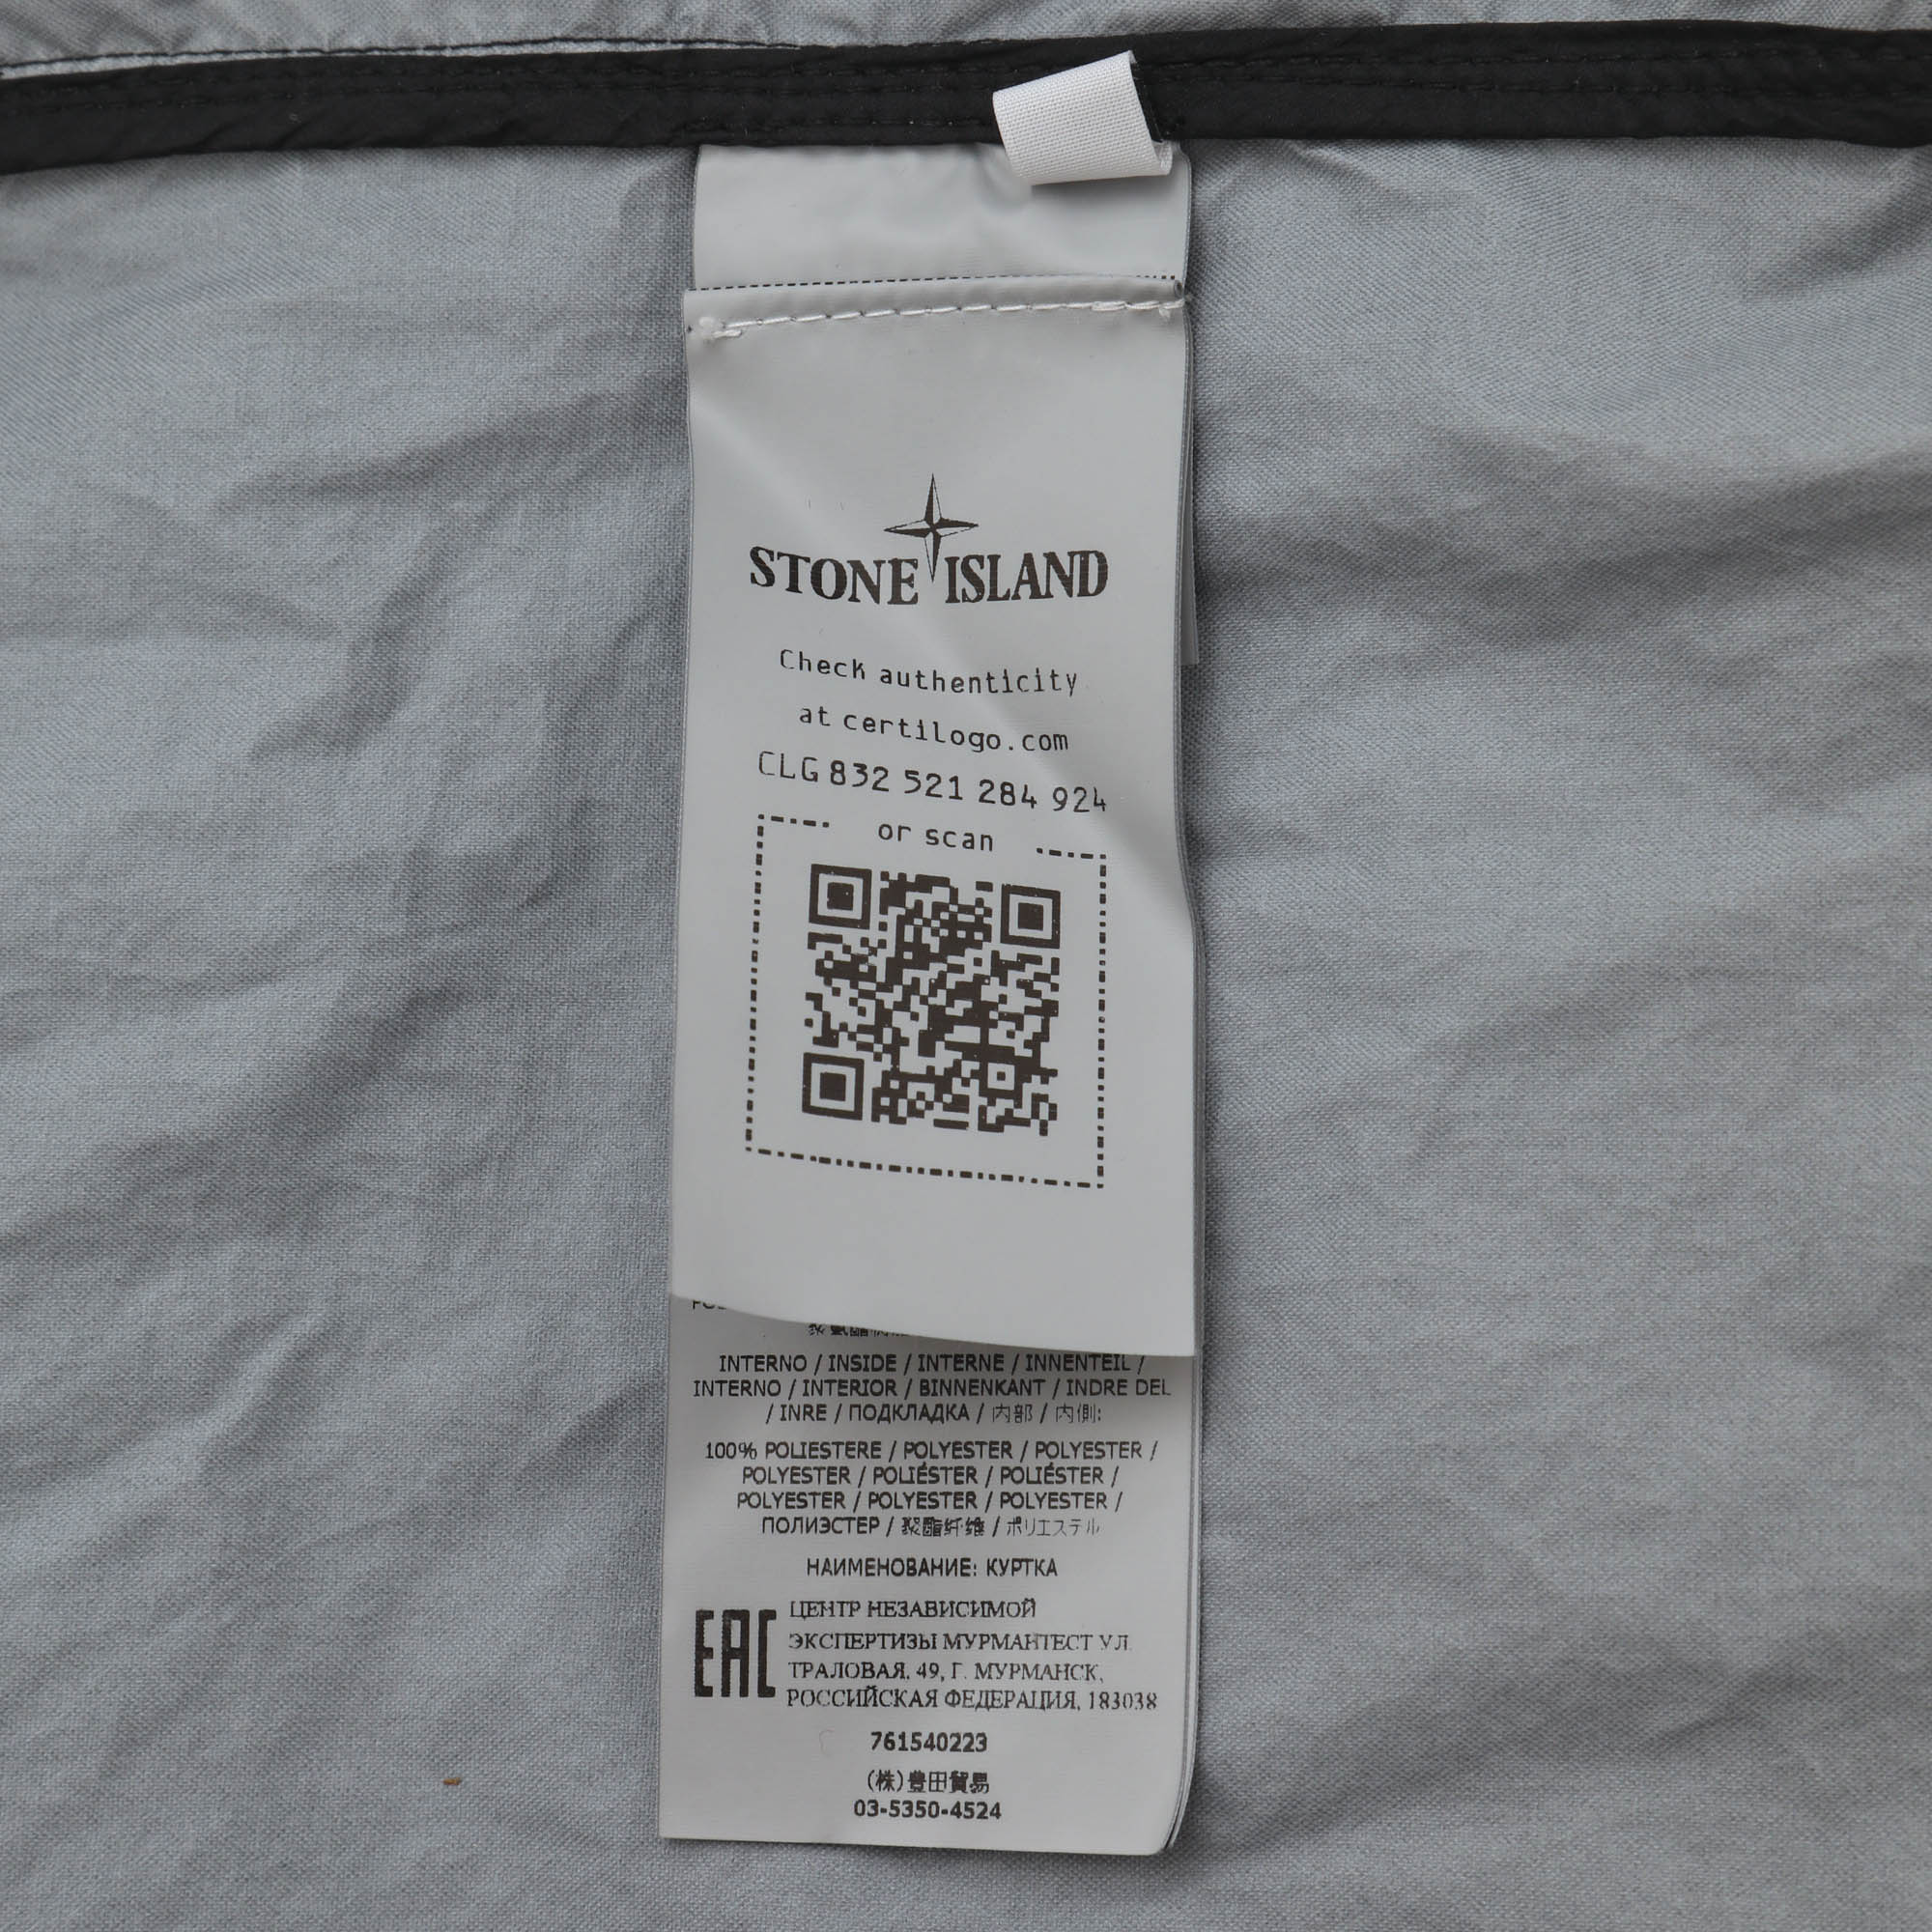 STONE ISLAND
Check authenticity
at certilogo.com
CLG 832 521 284 924
or scan
INTERNO / INSIDE / INTERNE / INNENTEIL /
INTERNO / INTERIOR / BINNENKANT / INDRE DEL
/ INRE / ПОДКЛАДКА / 内部 / 内側:
100% POLIESTERE / POLYESTER / POLYESTER /
POLYESTER / POLIÉSTER / POLIÉSTER /
POLYESTER / POLYESTER / POLYESTER /
ПОЛИЭСТЕР / 聚酯纤维 / ポリエステル
НАИМЕНОВАНИЕ: КУРТКА
EAC
ЦЕНТР НЕЗАВИСИМОЙ
ЭКСПЕРТИЗЫ МУРМАНТЕСТ УЛ.
ТРАЛОВАЯ, 49, Г. МУРМАНСК,
РОССИЙСКАЯ ФЕДЕРАЦИЯ, 183038
761540223
(株)豊田貿易
03-5350-4524